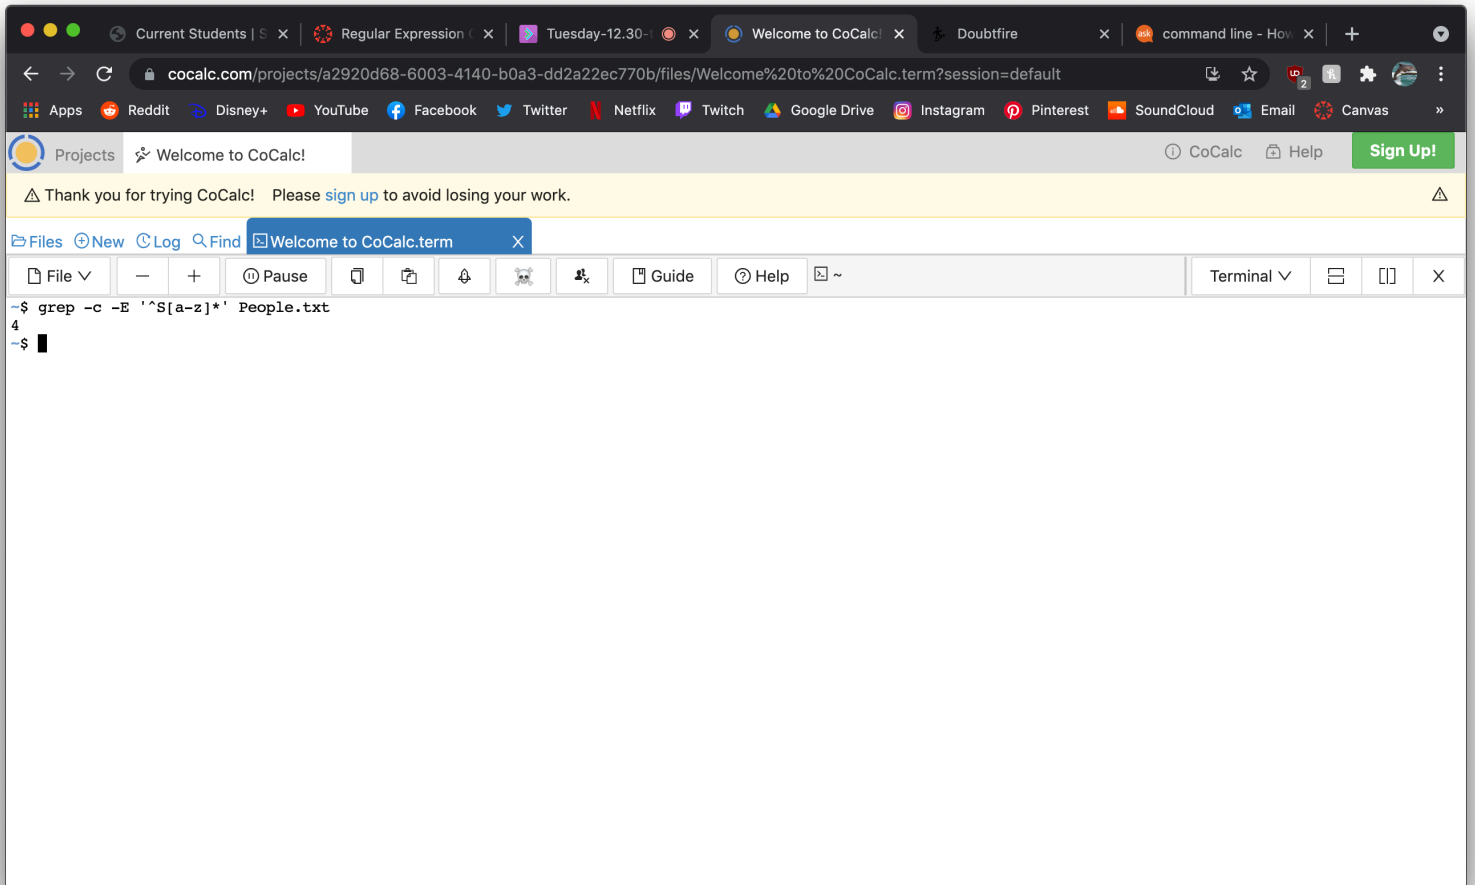 Current Students | S
Regular Expression
Tuesday-12.30-
Welcome to CoCalc!
Doubtfire
ask
command line - How
cocalc.com/projects/a2920d68-6003-4140-b0a3-dd2a22ec770b/files/Welcome%20to%20CoCalc.term?session=default
2
Apps Reddit Disney+ YouTube Facebook Twitter Netflix Twitch Google Drive Instagram Pinterest SoundCloud Email Canvas »
Projects Welcome to CoCalc! CoCalc Help Sign Up!
Thank you for trying CoCalc! Please sign up to avoid losing your work.
Files New Log Find Welcome to CoCalc.term
File Pause Guide Help ~ Terminal
~$ grep -c -E '^S[a-z]*' People.txt
4
~$